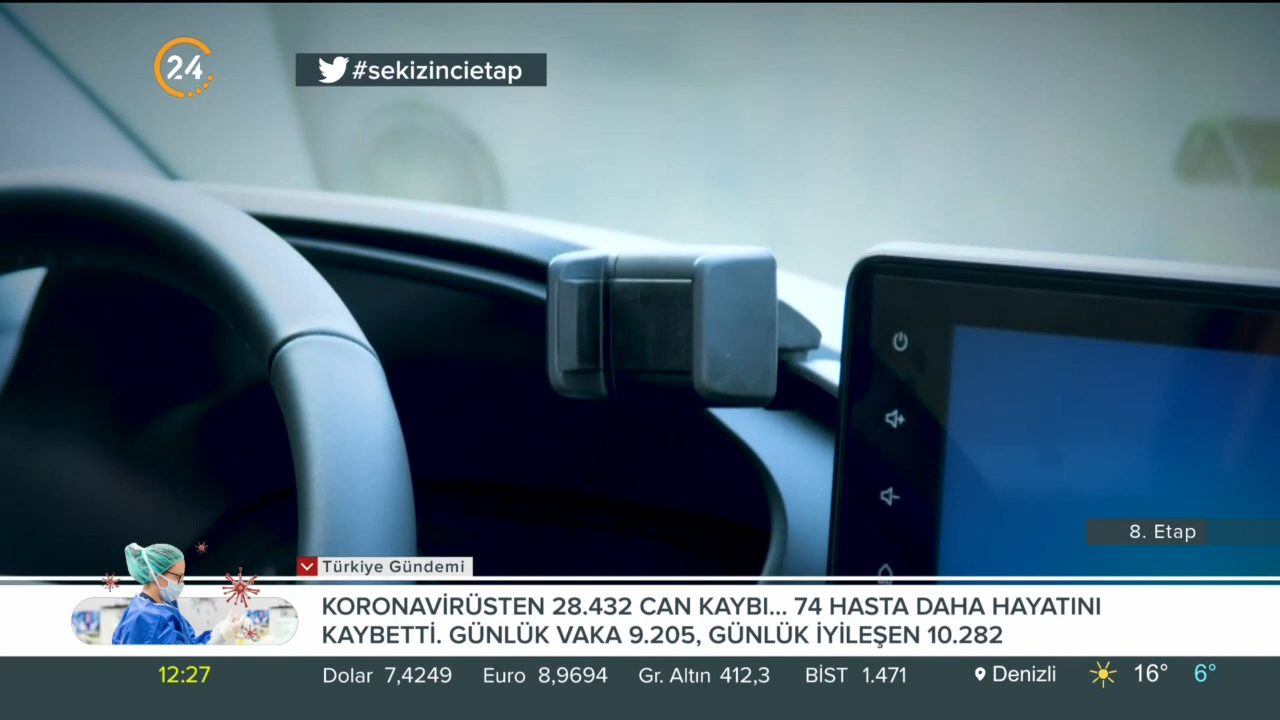 24
#sekizincietap
8. Etap
Türkiye Gündemi
KORONAVİRÜSTEN 28.432 CAN KAYBI... 74 HASTA DAHA HAYATINI
KAYBETTİ. GÜNLÜK VAKA 9.205, GÜNLÜK İYİLEŞEN 10.282
12:27 Dolar 7,4249 Euro 8,9694 Gr. Altın 412,3 BİST 1.471 Denizli 16° 6°